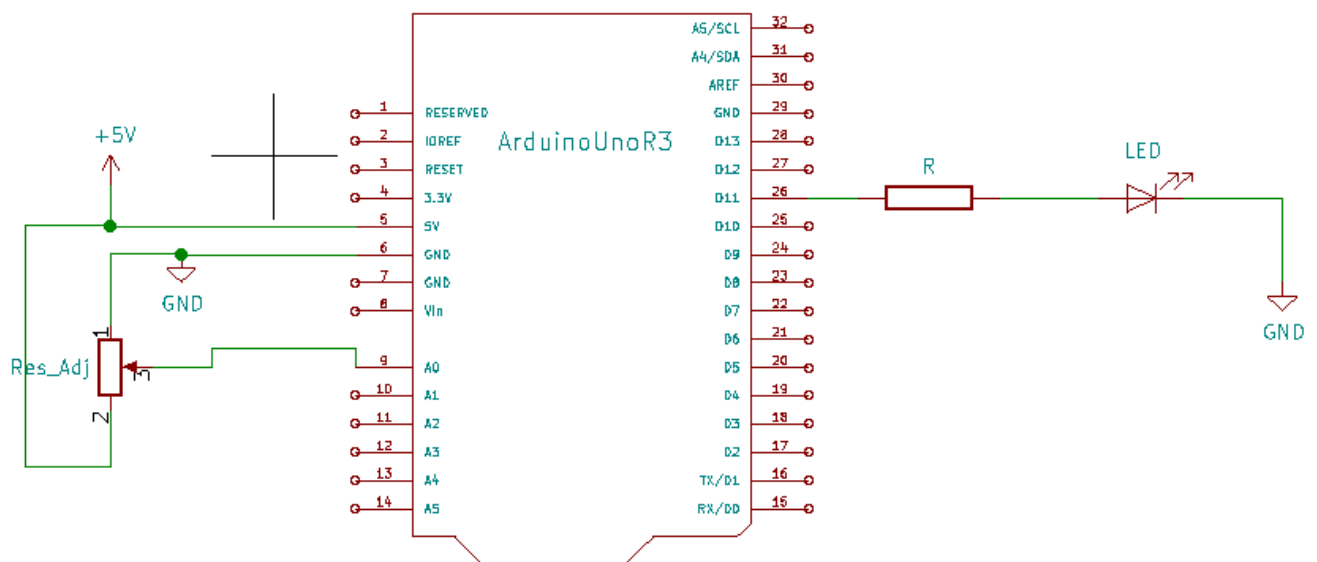 +5V
GND
1
Res_Adj
3
2
ArduinoUnoR3
1 RESERVED
2 IOREF
3 RESET
4 3.3V
5 5V
6 GND
7 GND
8 Vin
9 A0
10 A1
11 A2
12 A3
13 A4
14 A5
A5/SCL 32
A4/SDA 31
AREF 30
GND 29
D13 28
D12 27
D11 26
D10 25
D9 24
D8 23
D7 22
D6 21
D5 20
D4 19
D3 18
D2 17
TX/D1 16
RX/D0 15
R
LED
GND